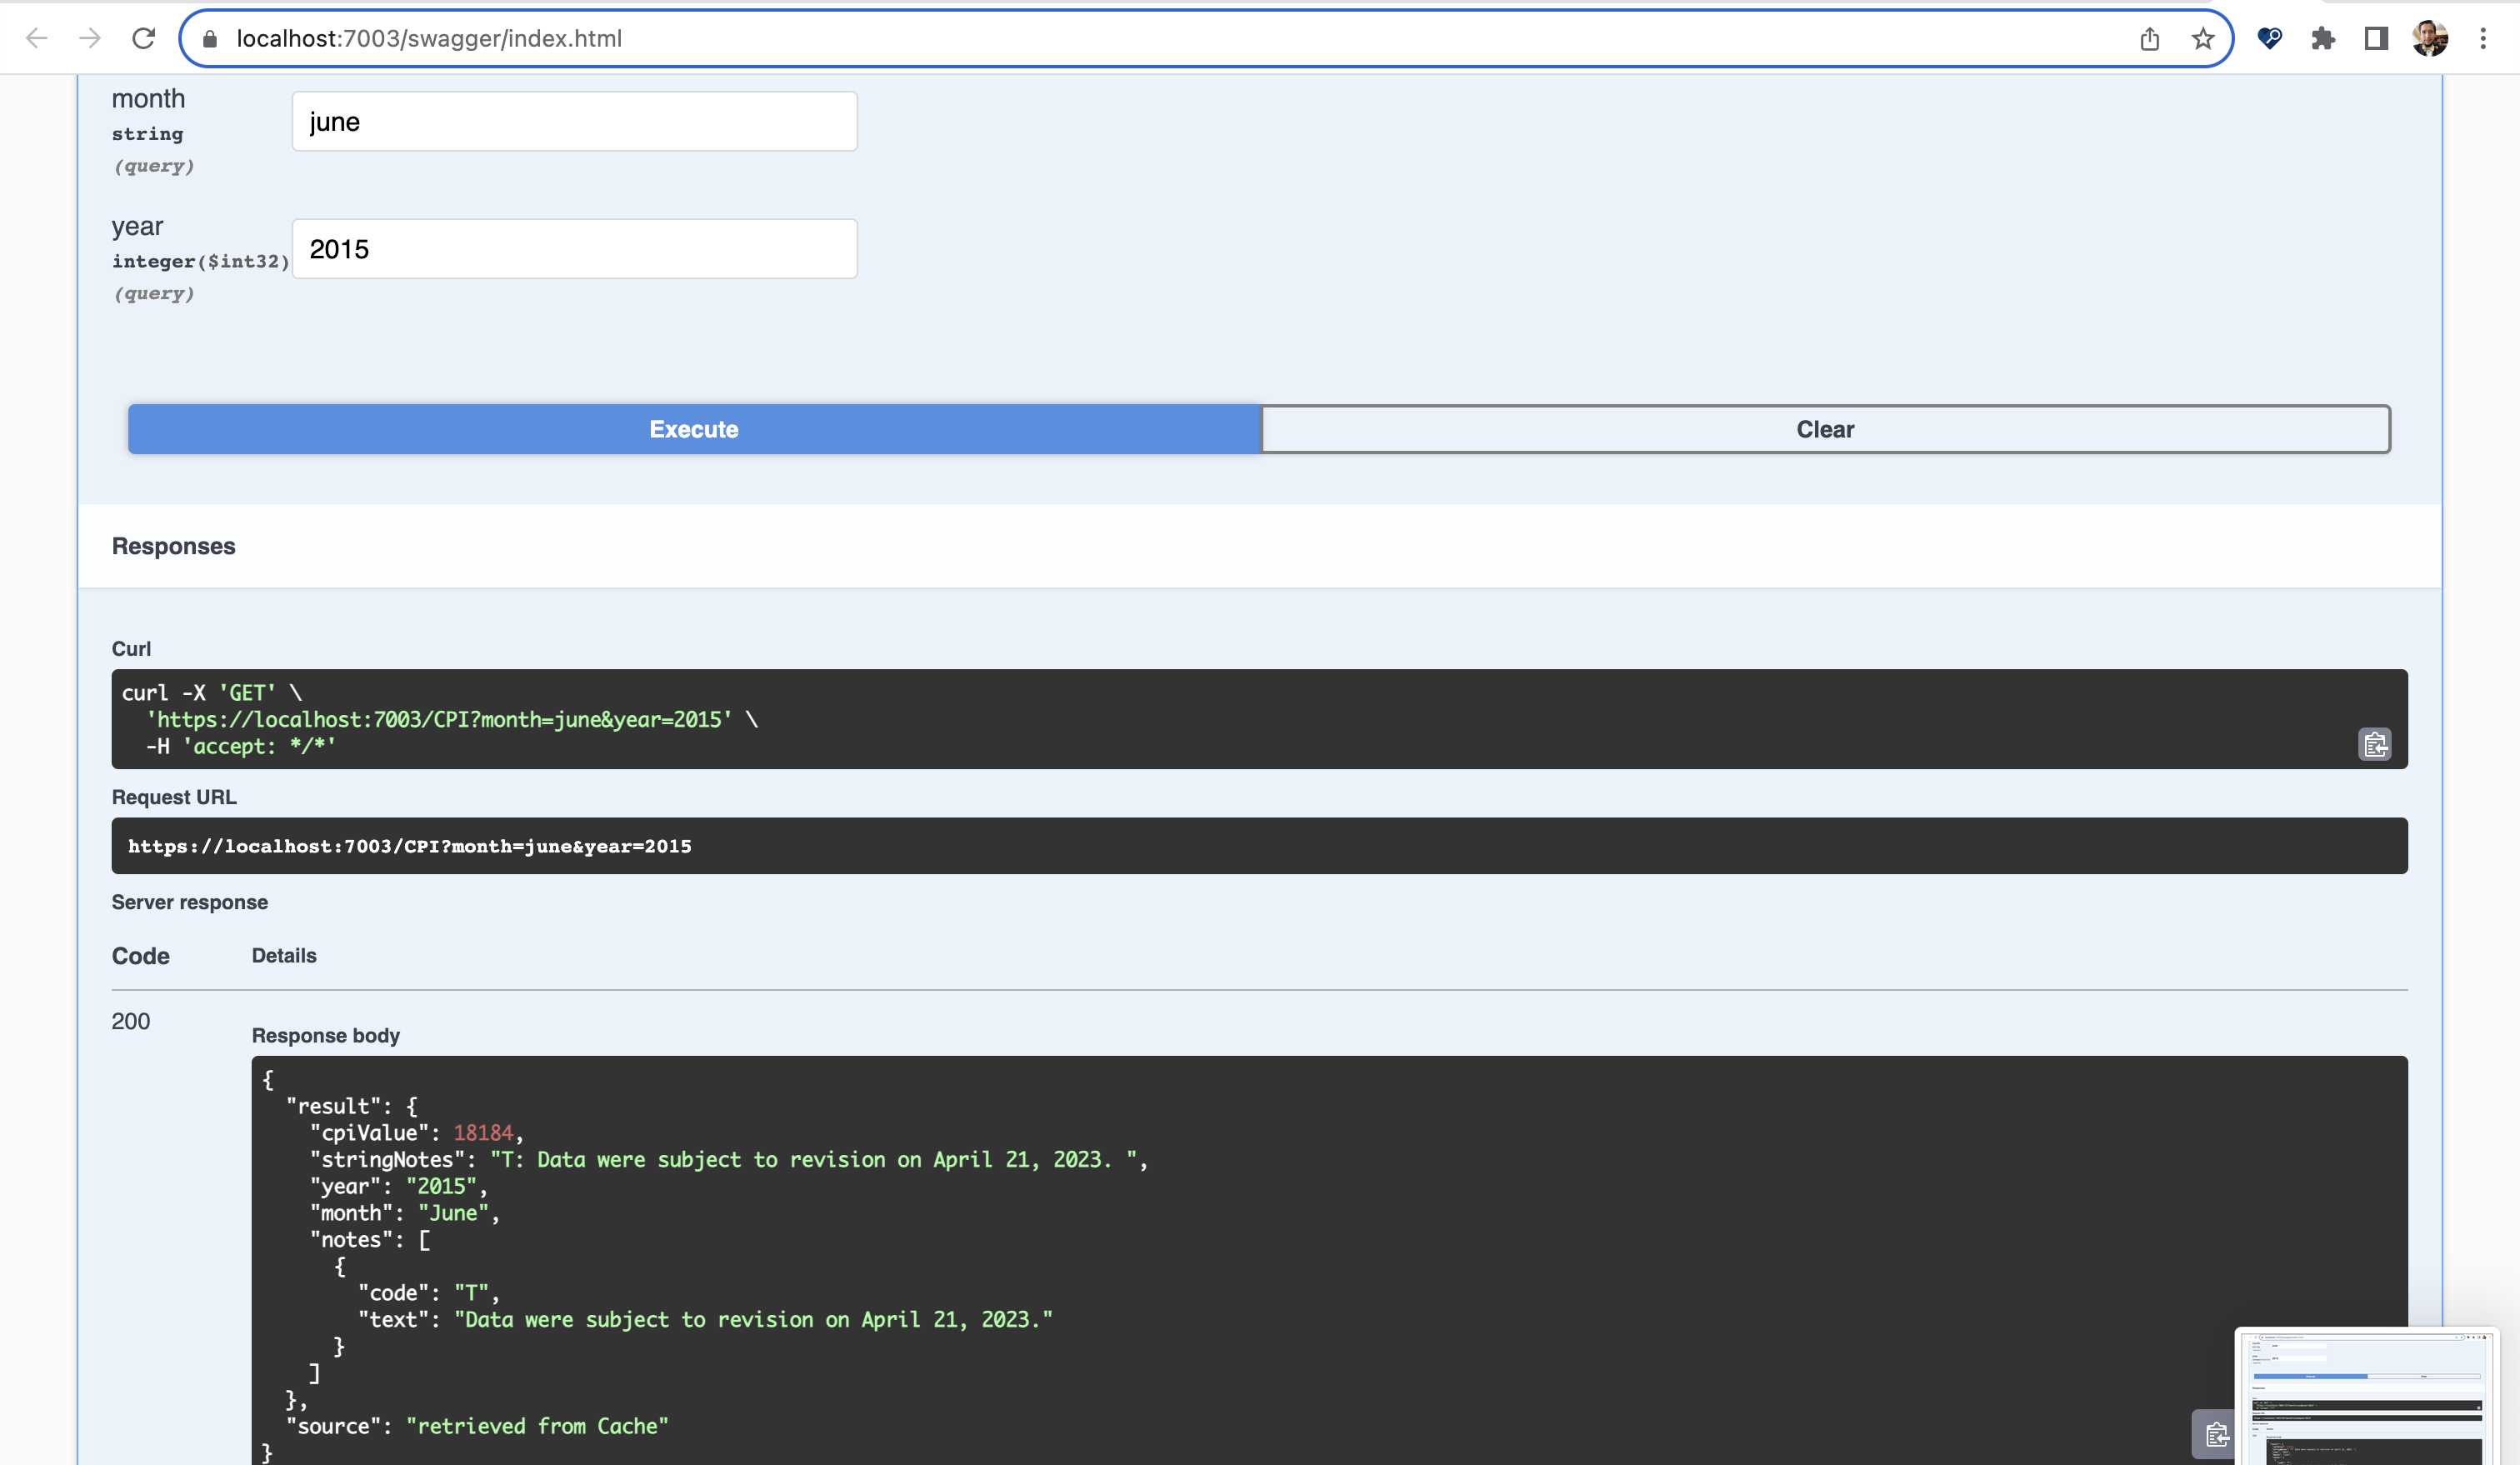 localhost:7003/swagger/index.html
month
string
(query)
june
year
integer($int32)
(query)
2015
Execute
Clear
Responses
Curl
curl -X 'GET' \
'https://localhost:7003/CPI?month=june&year=2015' \
-H 'accept: */*'
Request URL
https://localhost:7003/CPI?month=june&year=2015
Server response
Code
Details
200
Response body
{
"result": {
"cpiValue": 18184,
"stringNotes": "T: Data were subject to revision on April 21, 2023. ",
"year": "2015",
"month": "June",
"notes": [
{
"code": "T",
"text": "Data were subject to revision on April 21, 2023."
}
]
},
"source": "retrieved from Cache"
}